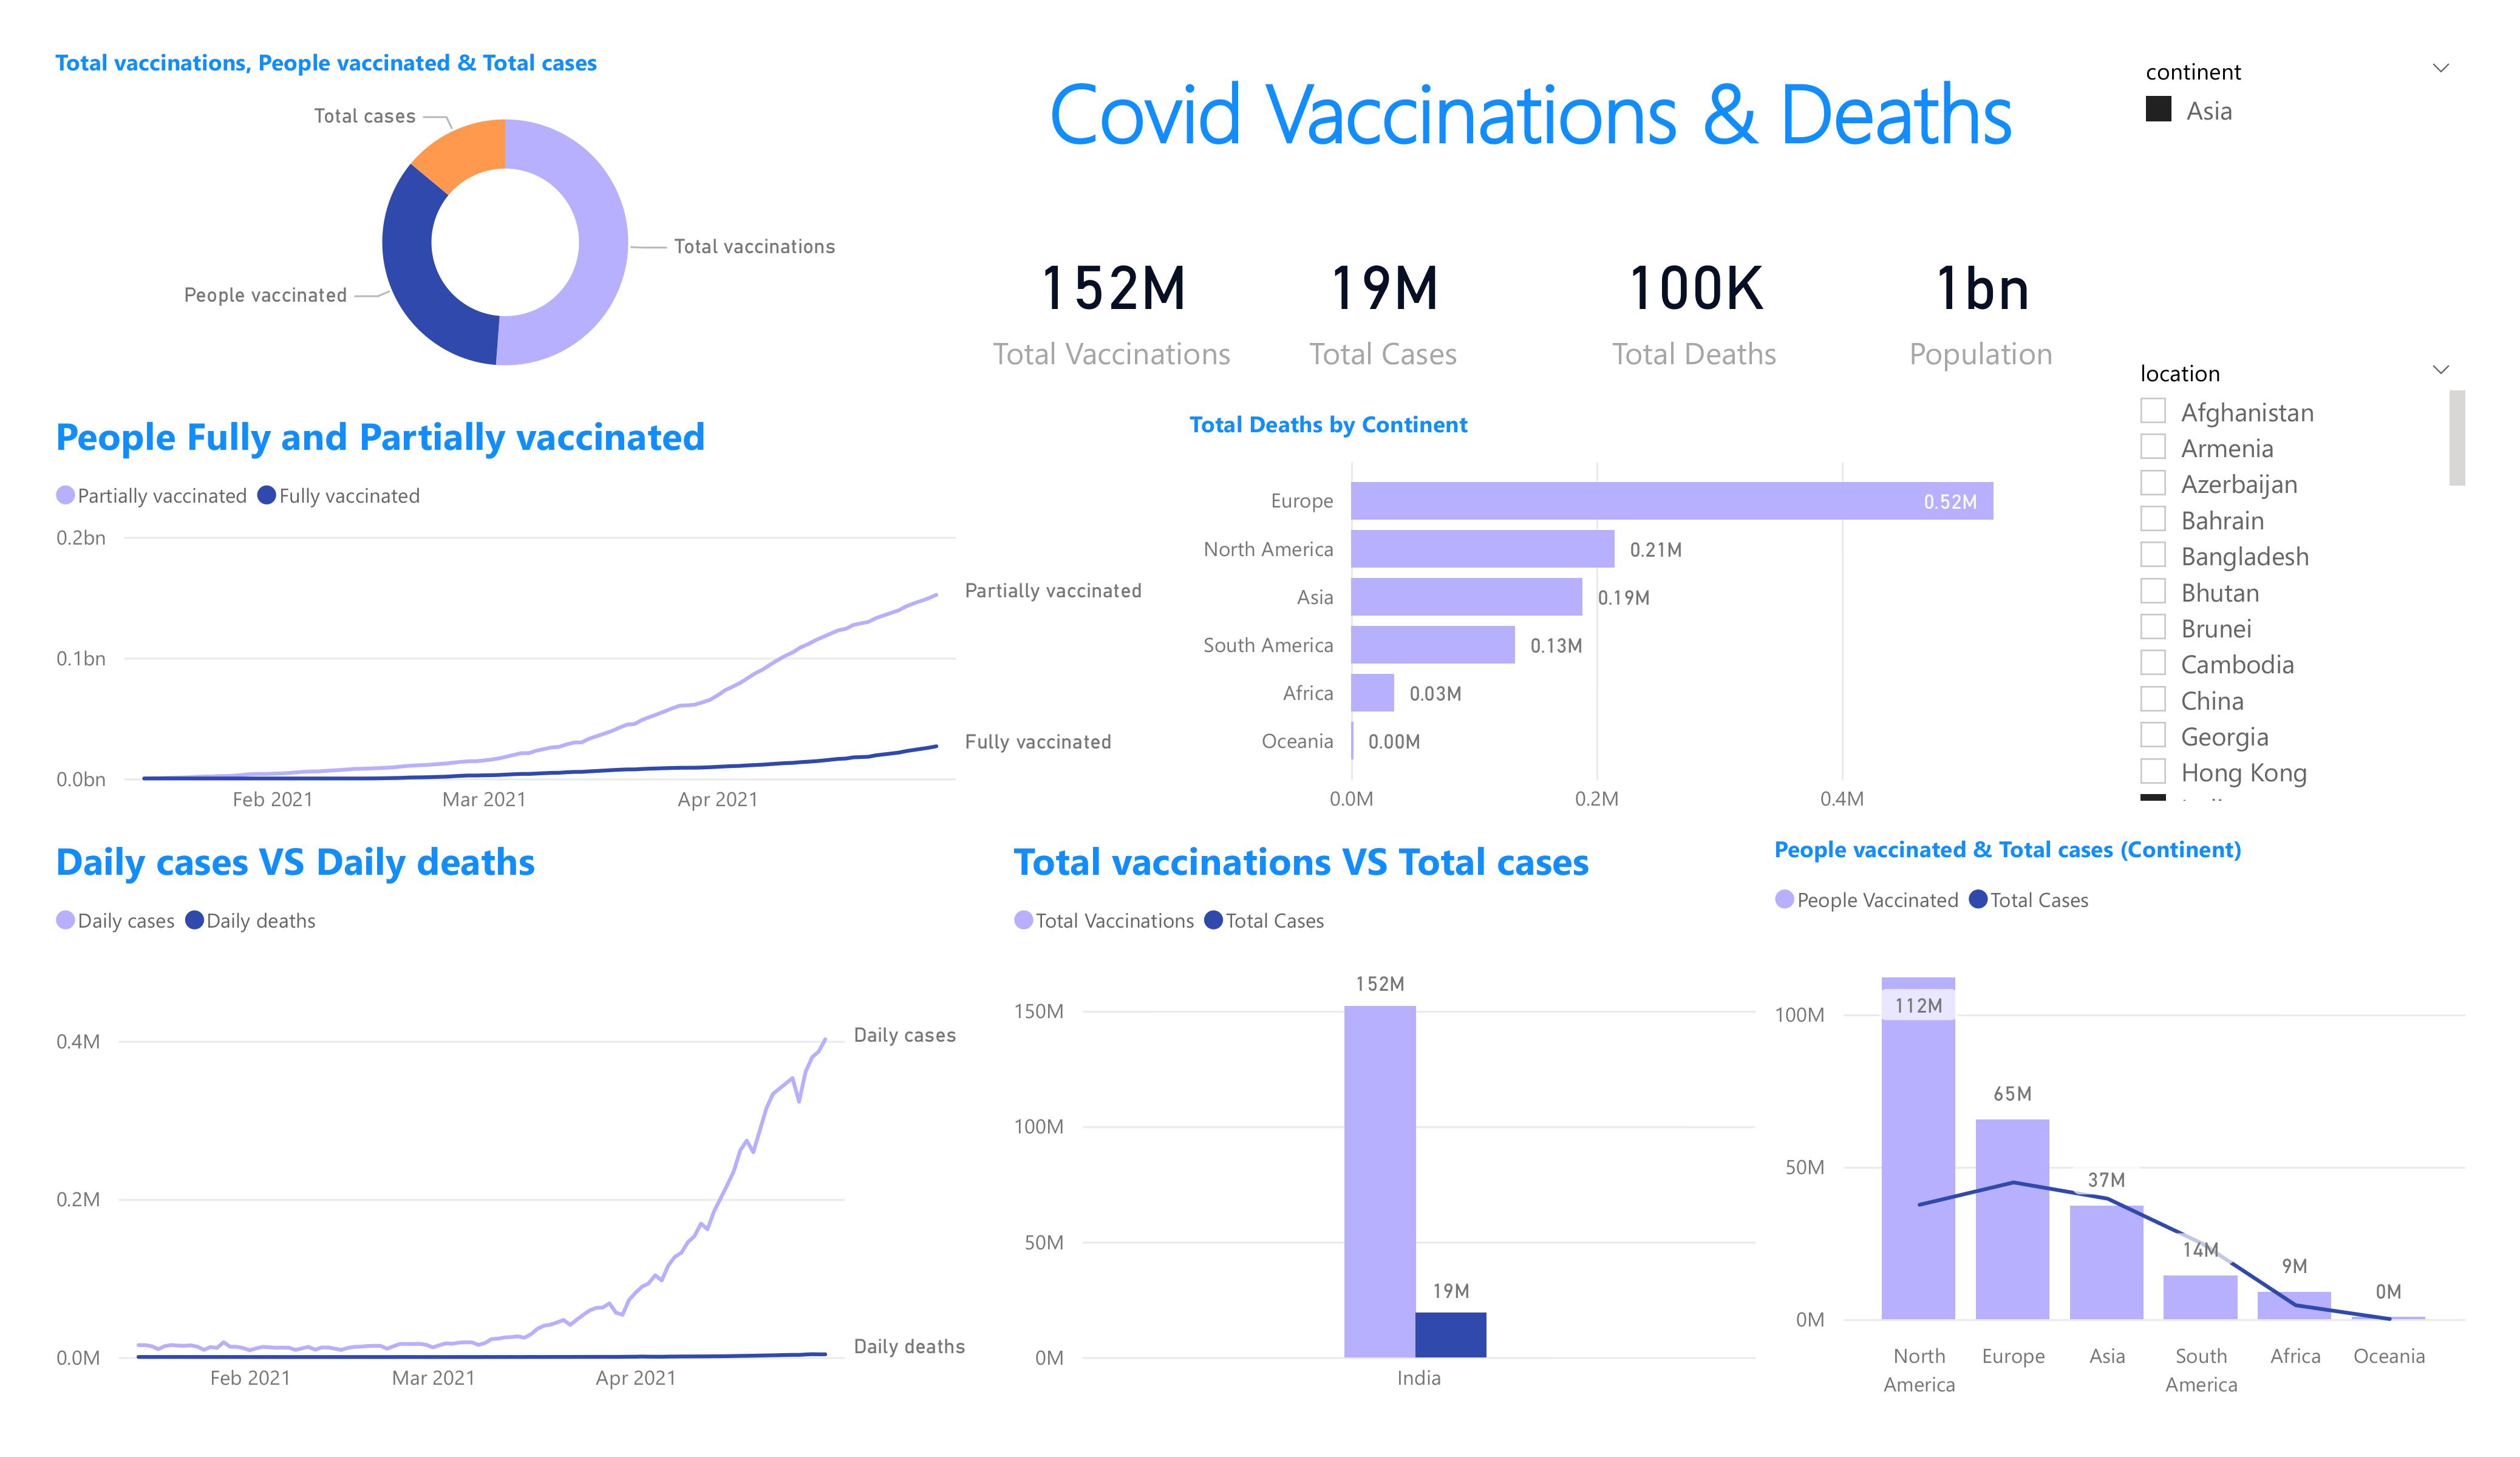 Total vaccinations, People vaccinated & Total cases
Total cases
Total vaccinations
People vaccinated
Covid Vaccinations & Deaths
continent
Asia
152M
Total Vaccinations
19M
Total Cases
100K
Total Deaths
1bn
Population
location
Afghanistan
Armenia
Azerbaijan
Bahrain
Bangladesh
Bhutan
Brunei
Cambodia
China
Georgia
Hong Kong
People Fully and Partially vaccinated
Partially vaccinated Fully vaccinated
0.2bn
0.1bn
0.0bn
Partially vaccinated
Fully vaccinated
Feb 2021 Mar 2021 Apr 2021
Total Deaths by Continent
Europe 0.52M
North America 0.21M
Asia 0.19M
South America 0.13M
Africa 0.03M
Oceania 0.00M
0.0M 0.2M 0.4M
Daily cases VS Daily deaths
Daily cases Daily deaths
0.4M
0.2M
0.0M
Daily cases
Daily deaths
Feb 2021 Mar 2021 Apr 2021
Total vaccinations VS Total cases
Total Vaccinations Total Cases
150M
100M
50M
0M
152M
19M
India
People vaccinated & Total cases (Continent)
People Vaccinated Total Cases
100M
50M
0M
112M
65M
37M
14M
9M
0M
North America
Europe
Asia
South America
Africa
Oceania